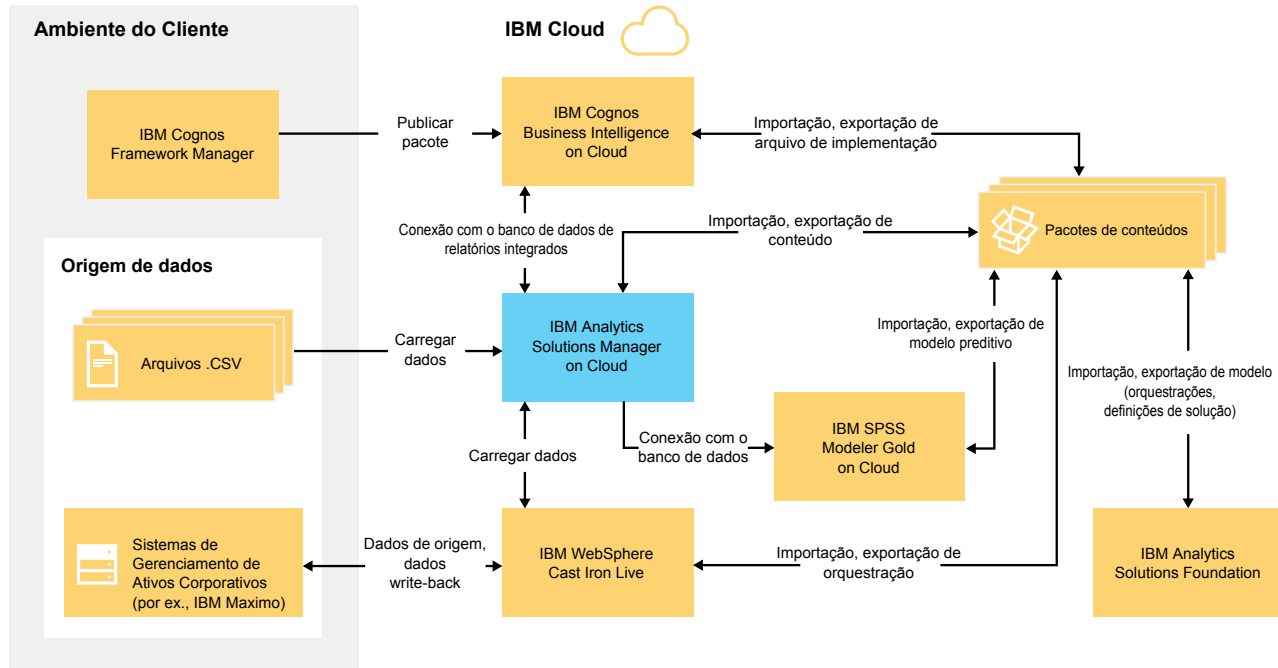 Ambiente do Cliente
IBM Cloud
IBM Cognos
Framework Manager
Publicar
pacote
IBM Cognos
Business Intelligence
on Cloud
Importação, exportação de
arquivo de implementação
Conexão com o banco de dados de
relatórios integrados
Importação, exportação de
conteúdo
Pacotes de conteúdos
Origem de dados
Arquivos .CSV
Carregar
dados
IBM Analytics
Solutions Manager
on Cloud
Importação, exportação de
modelo preditivo
Importação, exportação de modelo
(orquestrações,
definições de solução)
Carregar dados
Conexão com o
banco de dados
IBM SPSS
Modeler Gold
on Cloud
Sistemas de
Gerenciamento de
Ativos Corporativos
(por ex., IBM Maximo)
Dados de origem,
dados
write-back
IBM WebSphere
Cast Iron Live
Importação, exportação de
orquestração
IBM Analytics
Solutions Foundation